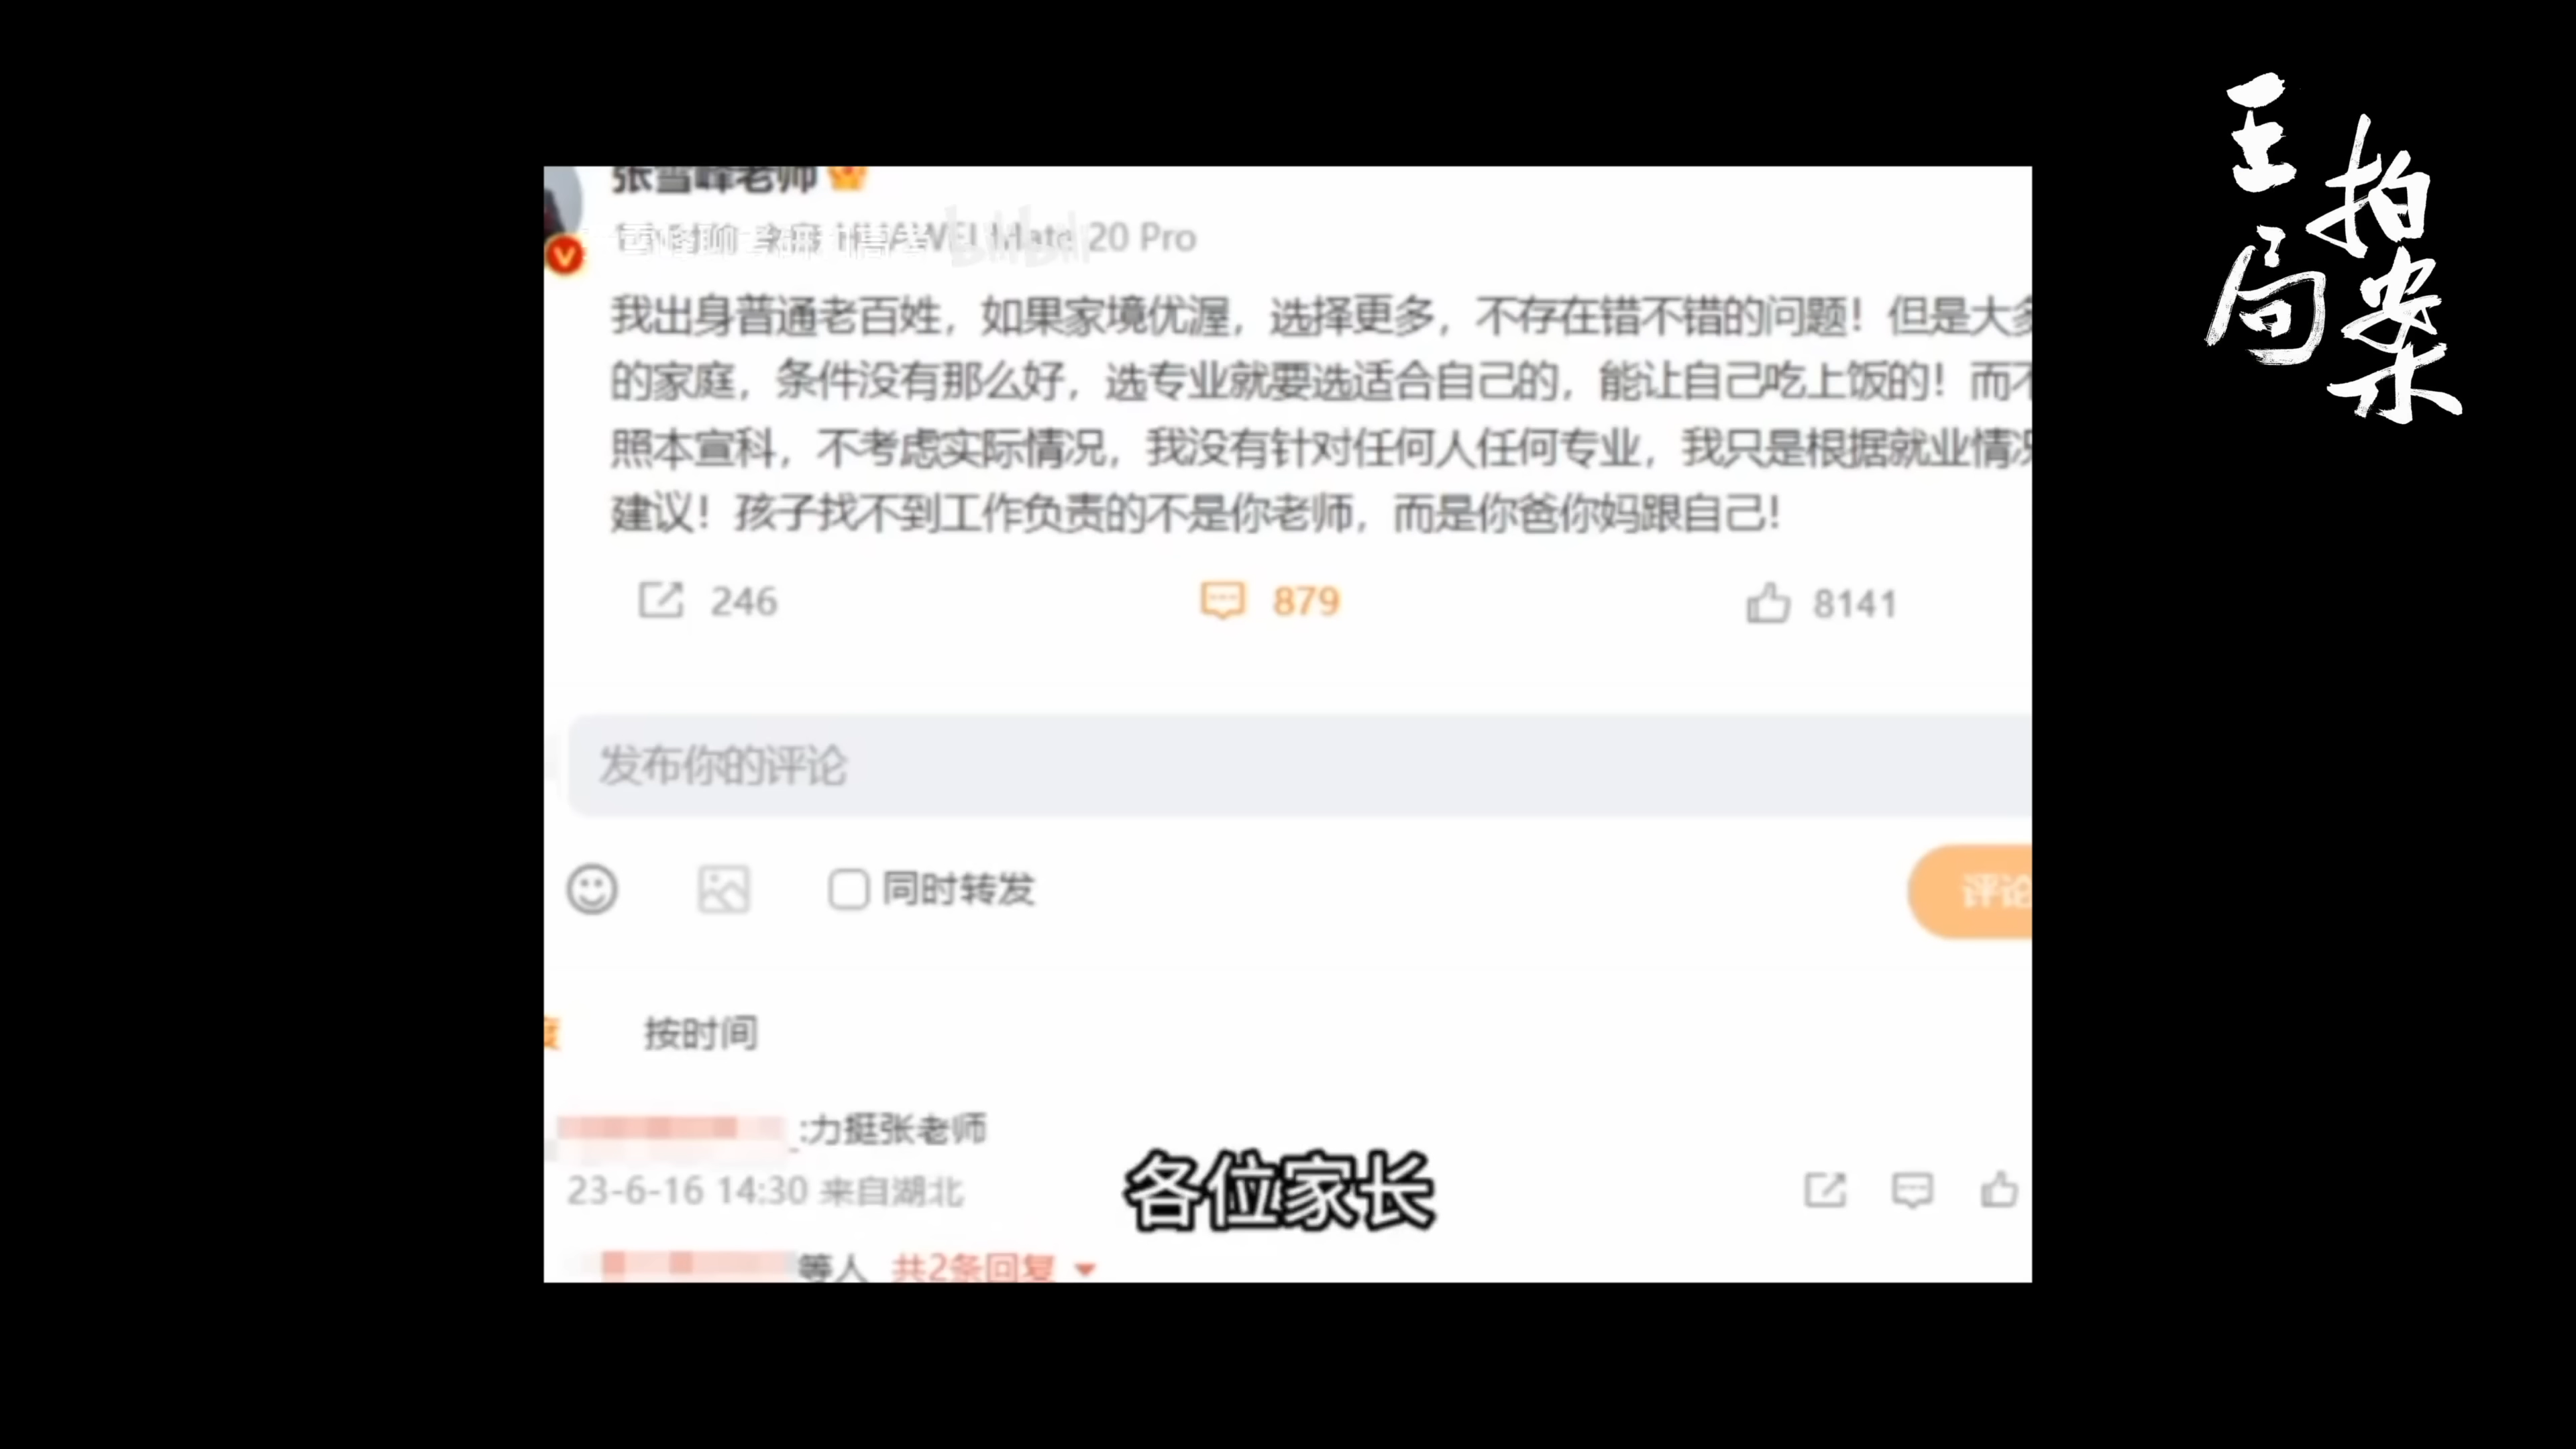 张雪峰老师
HUAWEI Mate 20 Pro
bilibili
我出身普通老百姓，如果家境优渥，选择更多，不存在错不错的问题！但是大多
的家庭，条件没有那么好，选专业就要选适合自己的，能让自己吃上饭的！而不
照本宣科，不考虑实际情况，我没有针对任何人任何专业，我只是根据就业情况
建议！孩子找不到工作负责的不是你老师，而是你爸你妈跟自己！
246 879 8141
发布你的评论
同时转发 评论
按时间
:力挺张老师
23-6-16 14:30 来自湖北
等人 共2条回复
各位家长
王局拍案